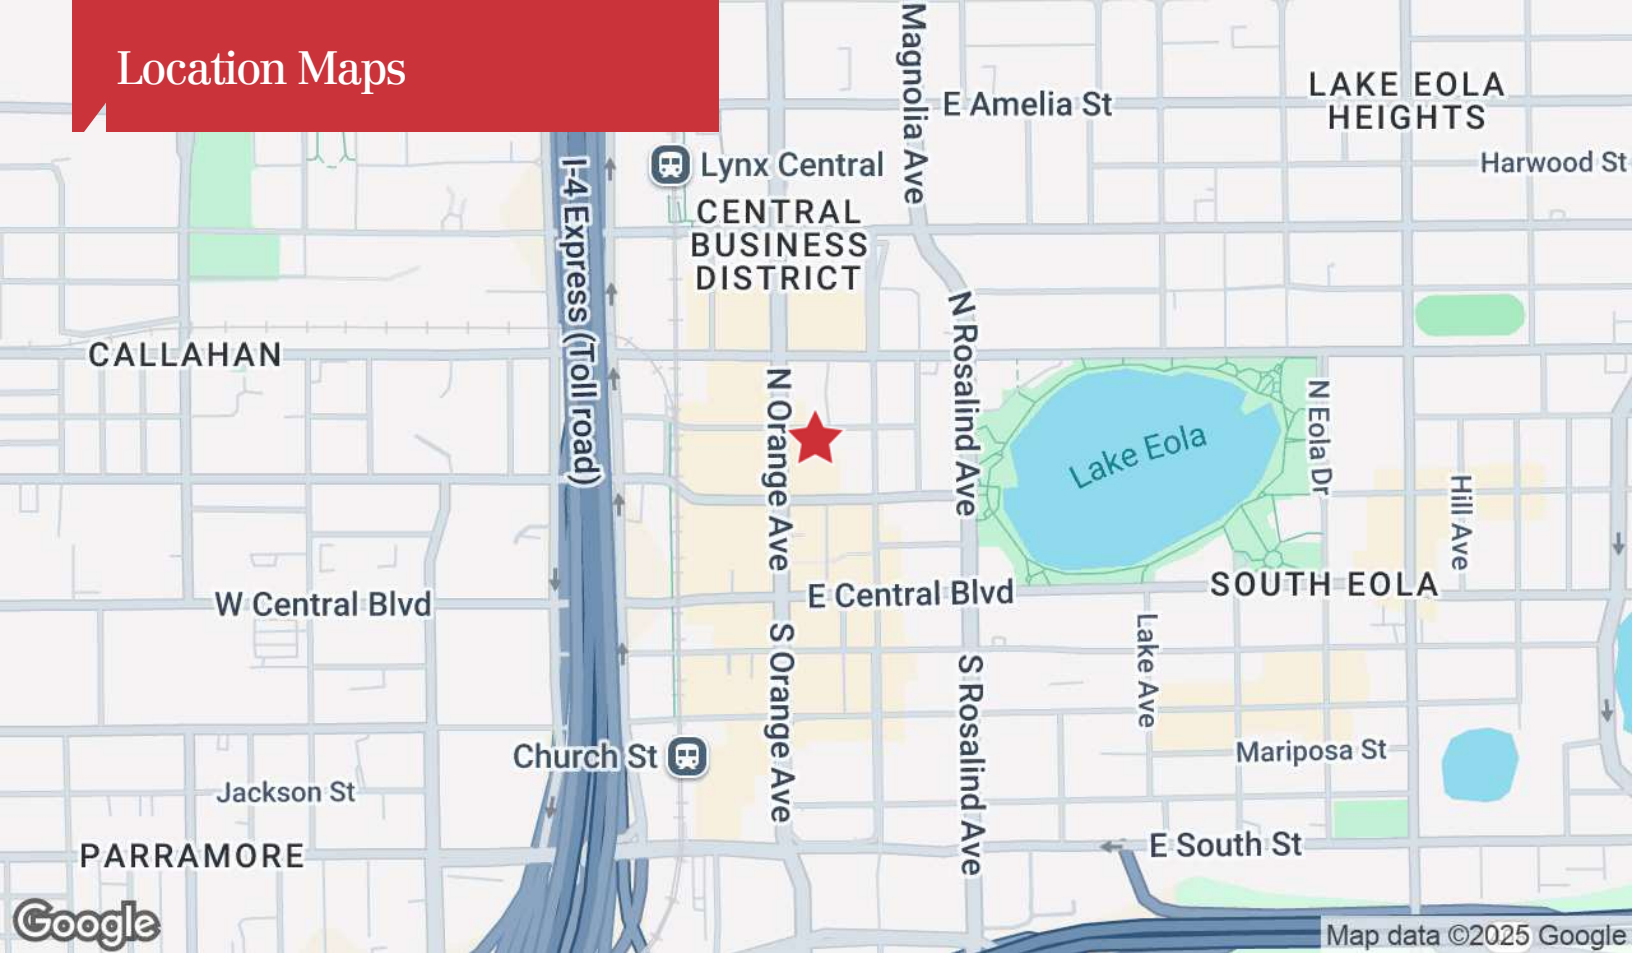 Location Maps
Magnolia Ave
E Amelia St
LAKE EOLA
HEIGHTS
Harwood St
I-4 Express (Toll road)
Lynx Central
CENTRAL
BUSINESS
DISTRICT
N Rosalind Ave
CALLAHAN
N Orange Ave
Lake Eola
N Eola Dr
Hill Ave
W Central Blvd
E Central Blvd
SOUTH EOLA
S Orange Ave
S Rosalind Ave
Lake Ave
Church St
Mariposa St
Jackson St
PARRAMORE
E South St
Google
Map data ©2025 Google